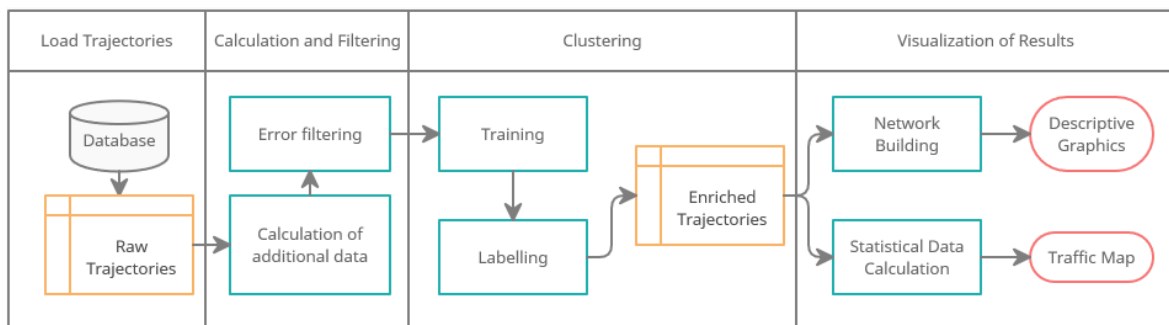 Load Trajectories
Calculation and Filtering
Clustering
Visualization of Results
Database
Raw
Trajectories
Error filtering
Calculation of
additional data
Training
Labelling
Enriched
Trajectories
Network
Building
Descriptive
Graphics
Statistical Data
Calculation
Traffic Map